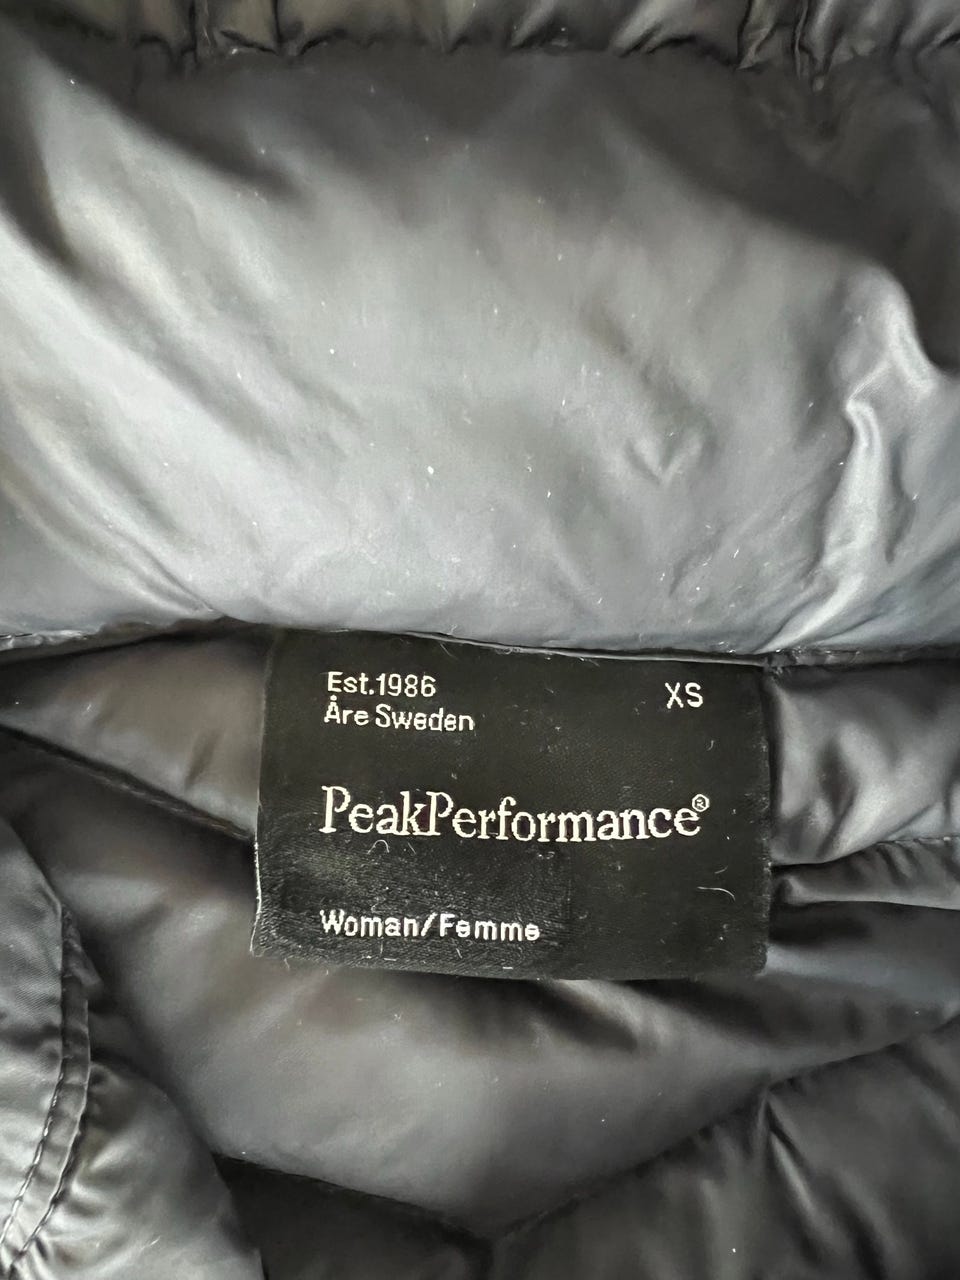 Est.1986
XS
Åre Sweden
PeakPerformance®
Woman/Femme